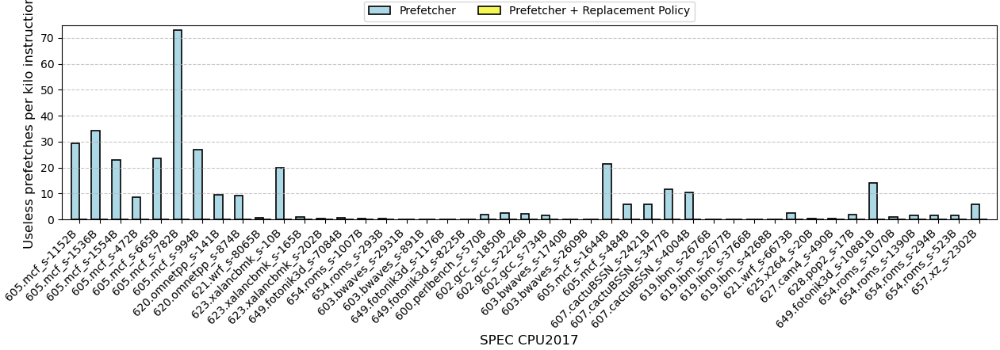 Prefetcher
Prefetcher + Replacement Policy
Useless prefetches per kilo instruction
70
60
50
40
30
20
10
0
605.mcf_s-1152B
605.mcf_s-1536B
605.mcf_s-1554B
605.mcf_s-472B
605.mcf_s-665B
605.mcf_s-782B
605.mcf_s-994B
620.omnetpp_s-141B
620.omnetpp_s-874B
621.wrf_s-8065B
623.xalancbmk_s-10B
623.xalancbmk_s-165B
623.xalancbmk_s-202B
649.fotonik3d_s-7084B
654.roms_s-1007B
654.roms_s-293B
603.bwaves_s-2931B
603.bwaves_s-891B
649.fotonik3d_s-1176B
649.fotonik3d_s-8225B
600.perlbench_s-570B
602.gcc_s-1850B
602.gcc_s-2226B
602.gcc_s-734B
603.bwaves_s-1740B
603.bwaves_s-2609B
605.mcf_s-1644B
605.mcf_s-484B
607.cactuBSSN_s-2421B
607.cactuBSSN_s-3477B
607.cactuBSSN_s-4004B
619.lbm_s-2676B
619.lbm_s-2677B
619.lbm_s-3766B
619.lbm_s-4268B
621.wrf_s-6673B
625.x264_s-20B
627.cam4_s-490B
628.pop2_s-17B
649.fotonik3d_s-10881B
654.roms_s-1070B
654.roms_s-1390B
654.roms_s-294B
654.roms_s-523B
657.xz_s-2302B
SPEC CPU2017